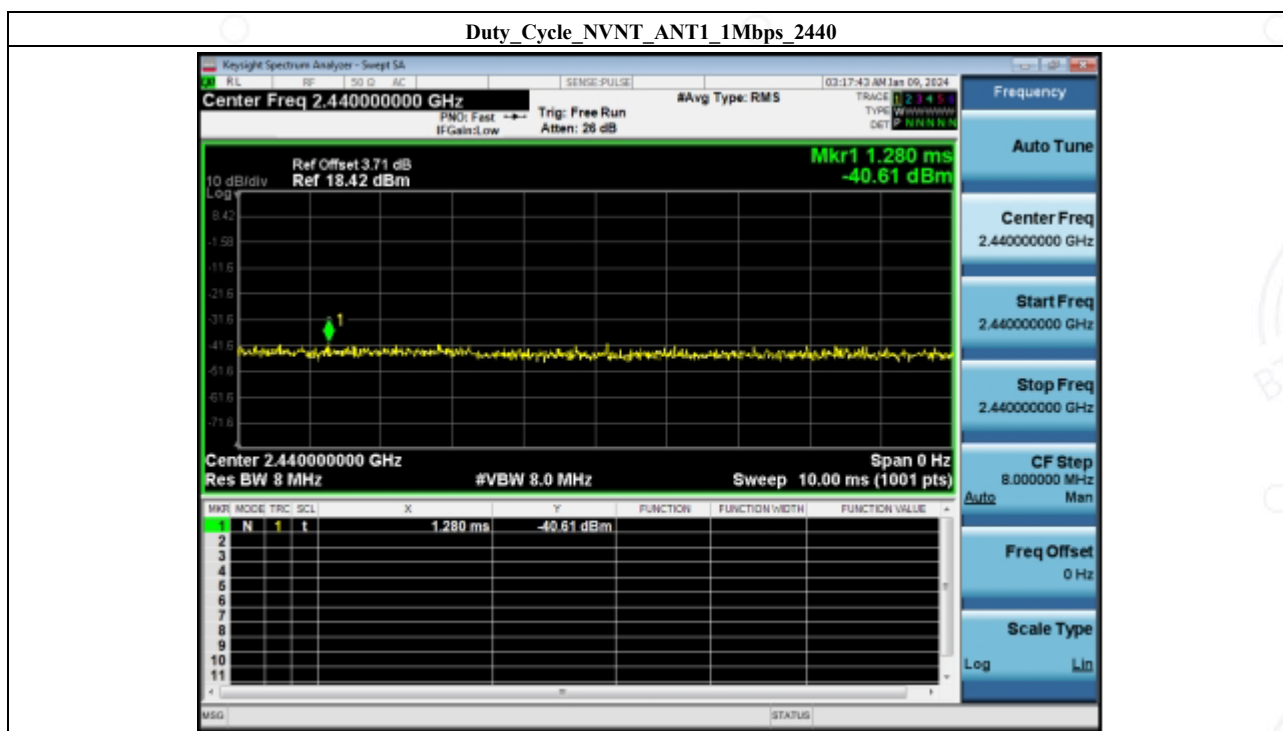 Duty_Cycle_NVNT_ANT1_1Mbps_2440
Keysight Spectrum Analyzer - Swept SA
RL RF 50 Ω AC SENSE:PULSE 03:17:43 AM Jan 09, 2024
Center Freq 2.440000000 GHz #Avg Type: RMS TRACE 1 2 3 4 5 6
PNO: Fast Trig: Free Run TYPE WWWWWW
IFGain:Low Atten: 26 dB DET P N N N N N
Mkr1 1.280 ms
Ref Offset 3.71 dB
10 dB/div Ref 18.42 dBm -40.61 dBm
Log
8.42
-1.58
-11.6
-21.6
-31.6
1
-41.6
-51.6
-61.6
-71.6
Center 2.440000000 GHz Span 0 Hz
Res BW 8 MHz #VBW 8.0 MHz Sweep 10.00 ms (1001 pts)
MKR MODE TRC SCL X Y FUNCTION FUNCTION WIDTH FUNCTION VALUE
1 N 1 t 1.280 ms -40.61 dBm
2
3
4
5
6
7
8
9
10
11
MSG STATUS
Frequency
Auto Tune
Center Freq
2.440000000 GHz
Start Freq
2.440000000 GHz
Stop Freq
2.440000000 GHz
CF Step
8.000000 MHz
Auto Man
Freq Offset
0 Hz
Scale Type
Log Lin